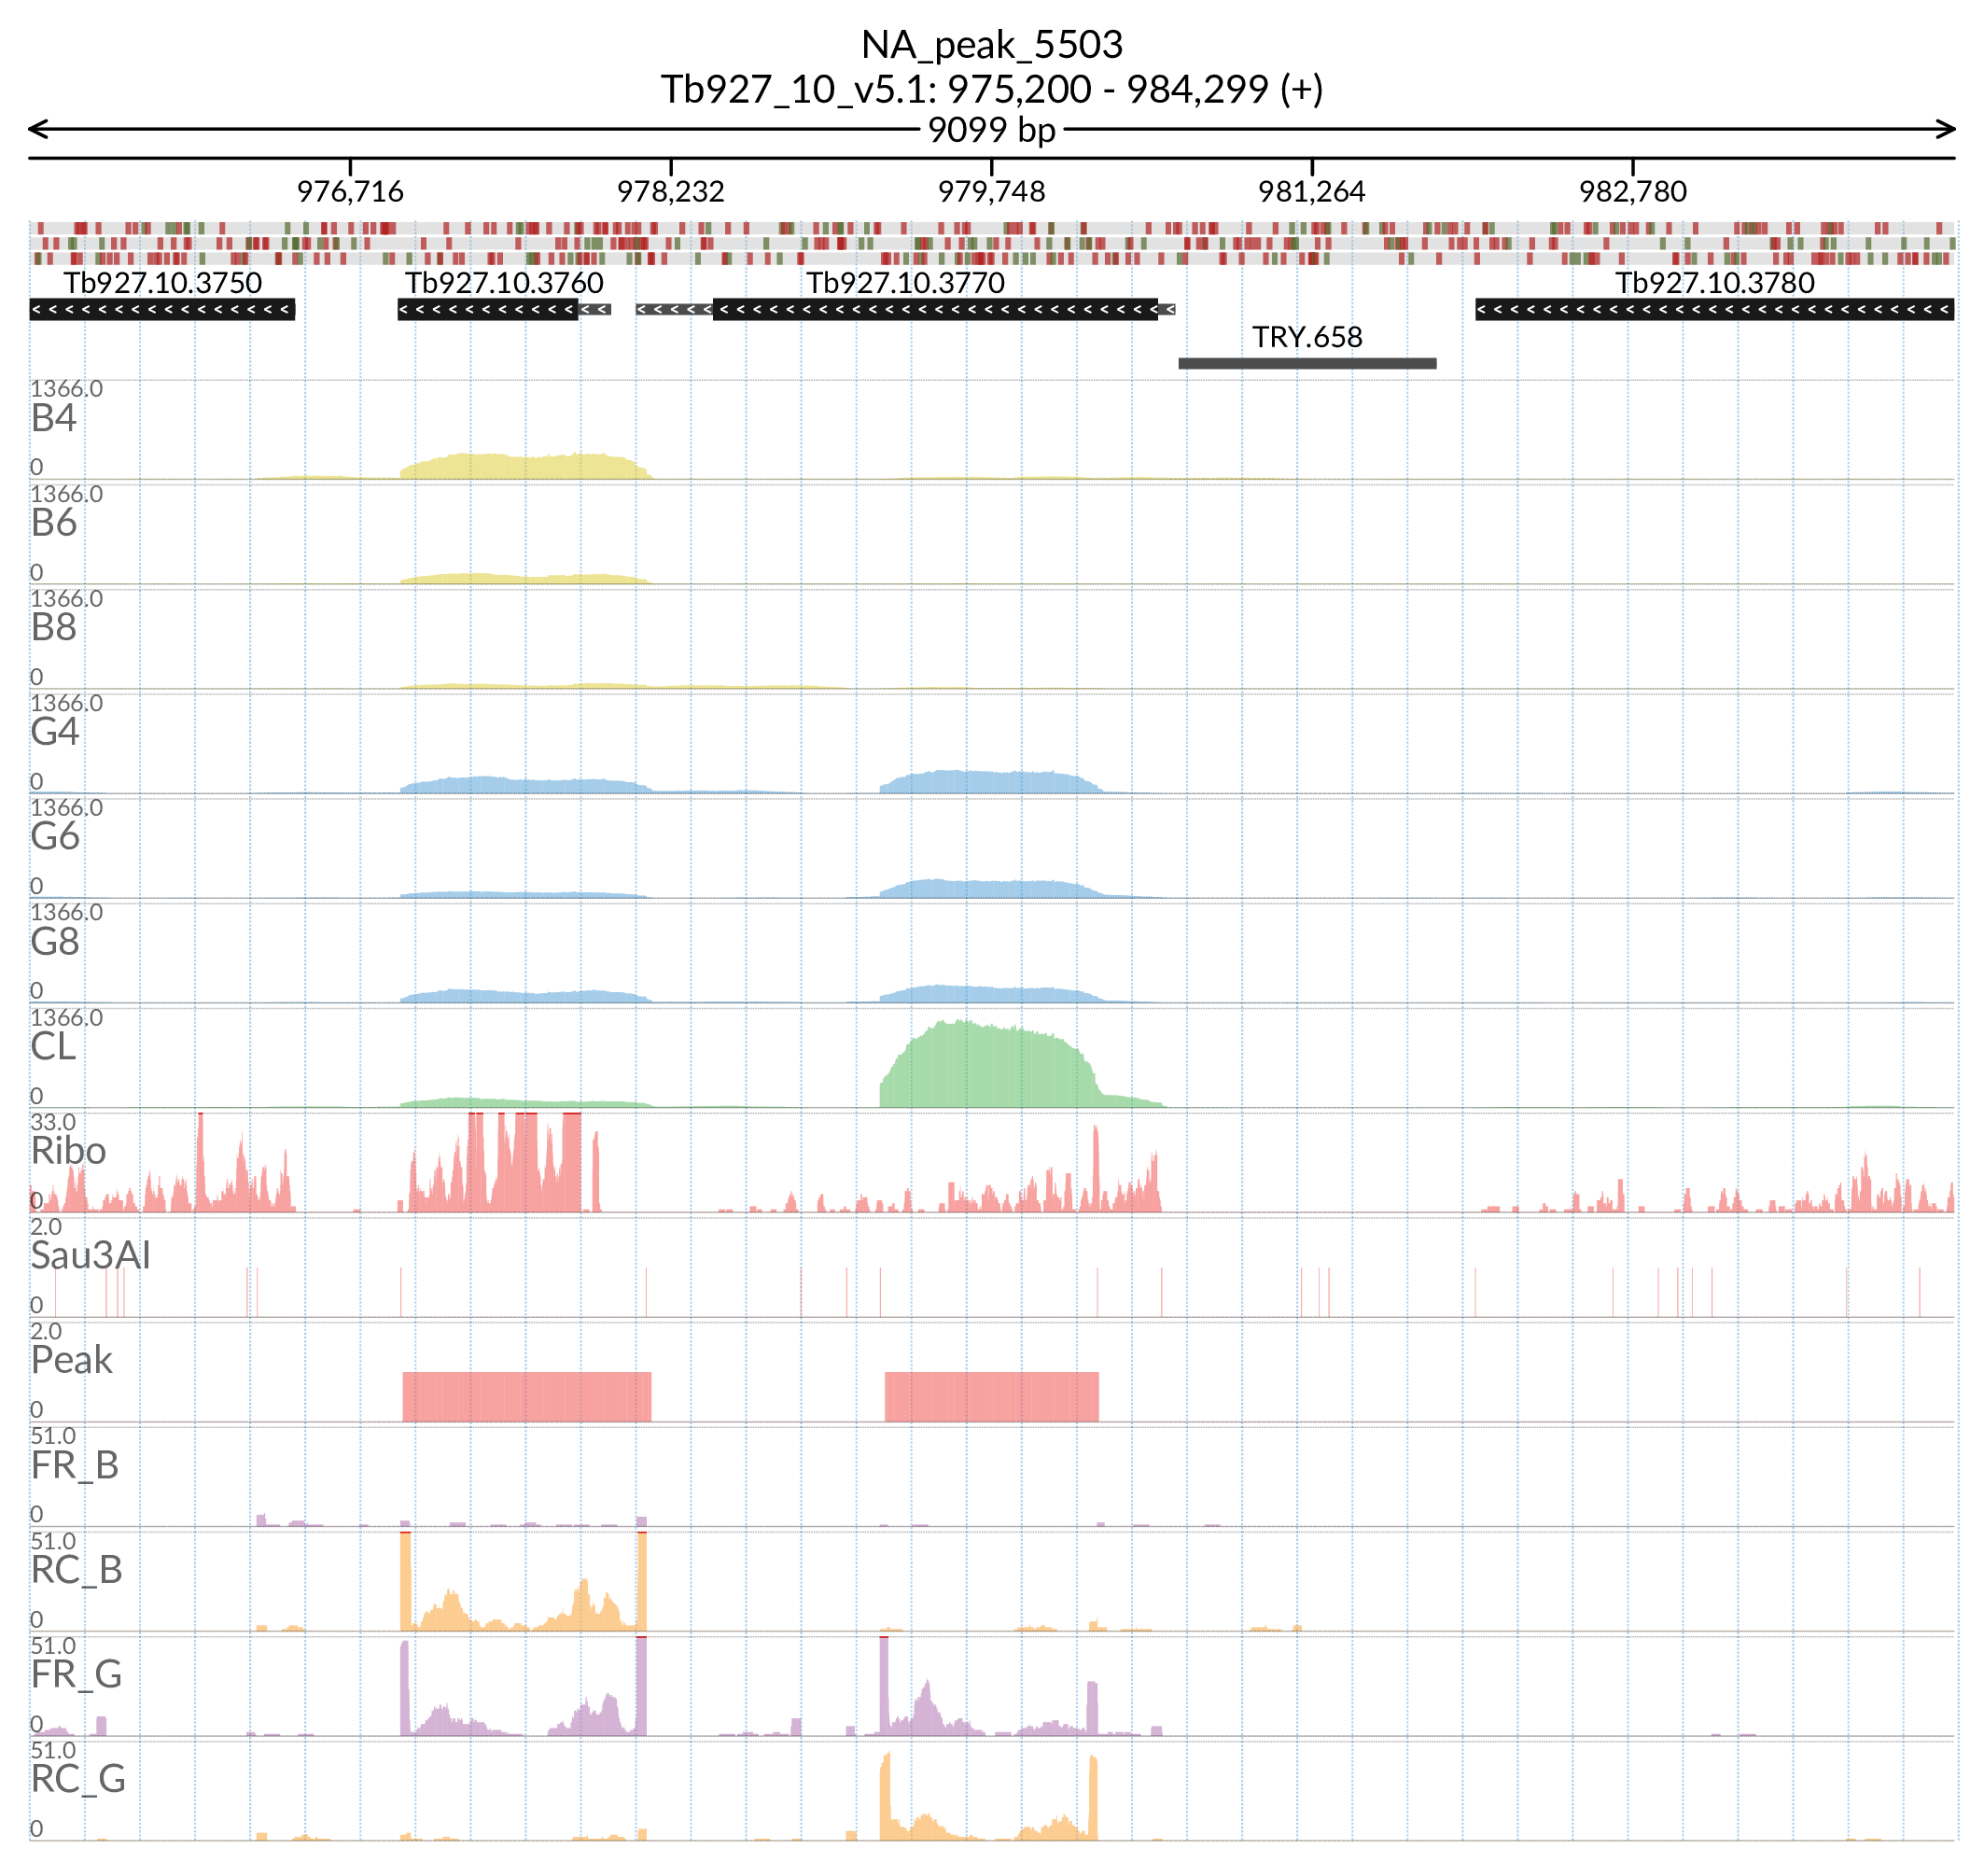 NA_peak_5503
Tb927_10_v5.1: 975,200 - 984,299 (+)
9099 bp
976,716 978,232 979,748 981,264 982,780
Tb927.10.3750 Tb927.10.3760 Tb927.10.3770 Tb927.10.3780
TRY.658
1366.0
B4
0
1366.0
B6
0
1366.0
B8
0
1366.0
G4
0
1366.0
G6
0
1366.0
G8
0
1366.0
CL
0
33.0
Ribo
0
2.0
Sau3AI
0
2.0
Peak
0
51.0
FR_B
0
51.0
RC_B
0
51.0
FR_G
0
51.0
RC_G
0